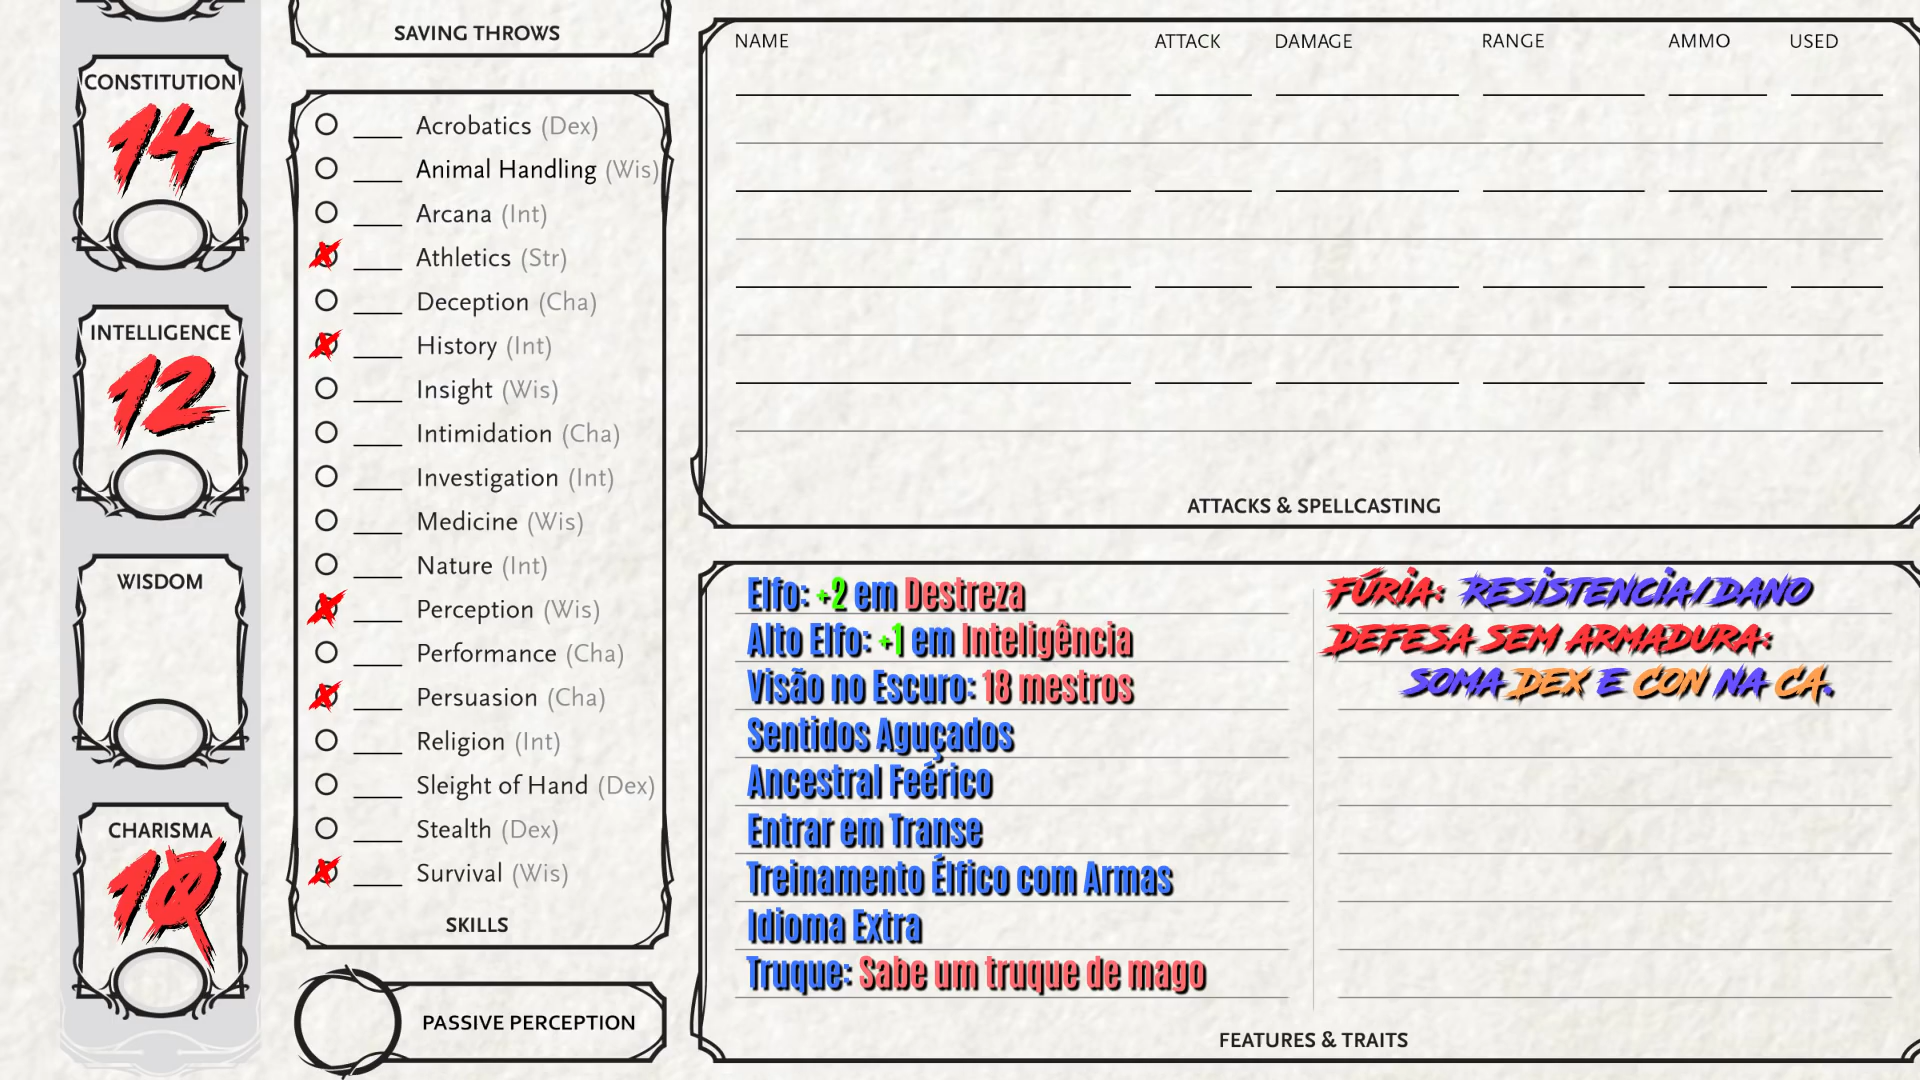 CONSTITUTION
14
INTELLIGENCE
12
WISDOM
CHARISMA
10
SAVING THROWS
Acrobatics (Dex)
Animal Handling (Wis)
Arcana (Int)
Athletics (Str)
Deception (Cha)
History (Int)
Insight (Wis)
Intimidation (Cha)
Investigation (Int)
Medicine (Wis)
Nature (Int)
Perception (Wis)
Performance (Cha)
Persuasion (Cha)
Religion (Int)
Sleight of Hand (Dex)
Stealth (Dex)
Survival (Wis)
SKILLS
PASSIVE PERCEPTION
NAME ATTACK DAMAGE RANGE AMMO USED
ATTACKS & SPELLCASTING
Elfo: +2 em Destreza
Alto Elfo: +1 em Inteligência
Visão no Escuro: 18 mestros
Sentidos Aguçados
Ancestral Feérico
Entrar em Transe
Treinamento Élfico com Armas
Idioma Extra
Truque: Sabe um truque de mago
FÚRIA: RESISTENCIA/DANO
DEFESA SEM ARMADURA:
SOMA DEX E CON NA CA.
FEATURES & TRAITS